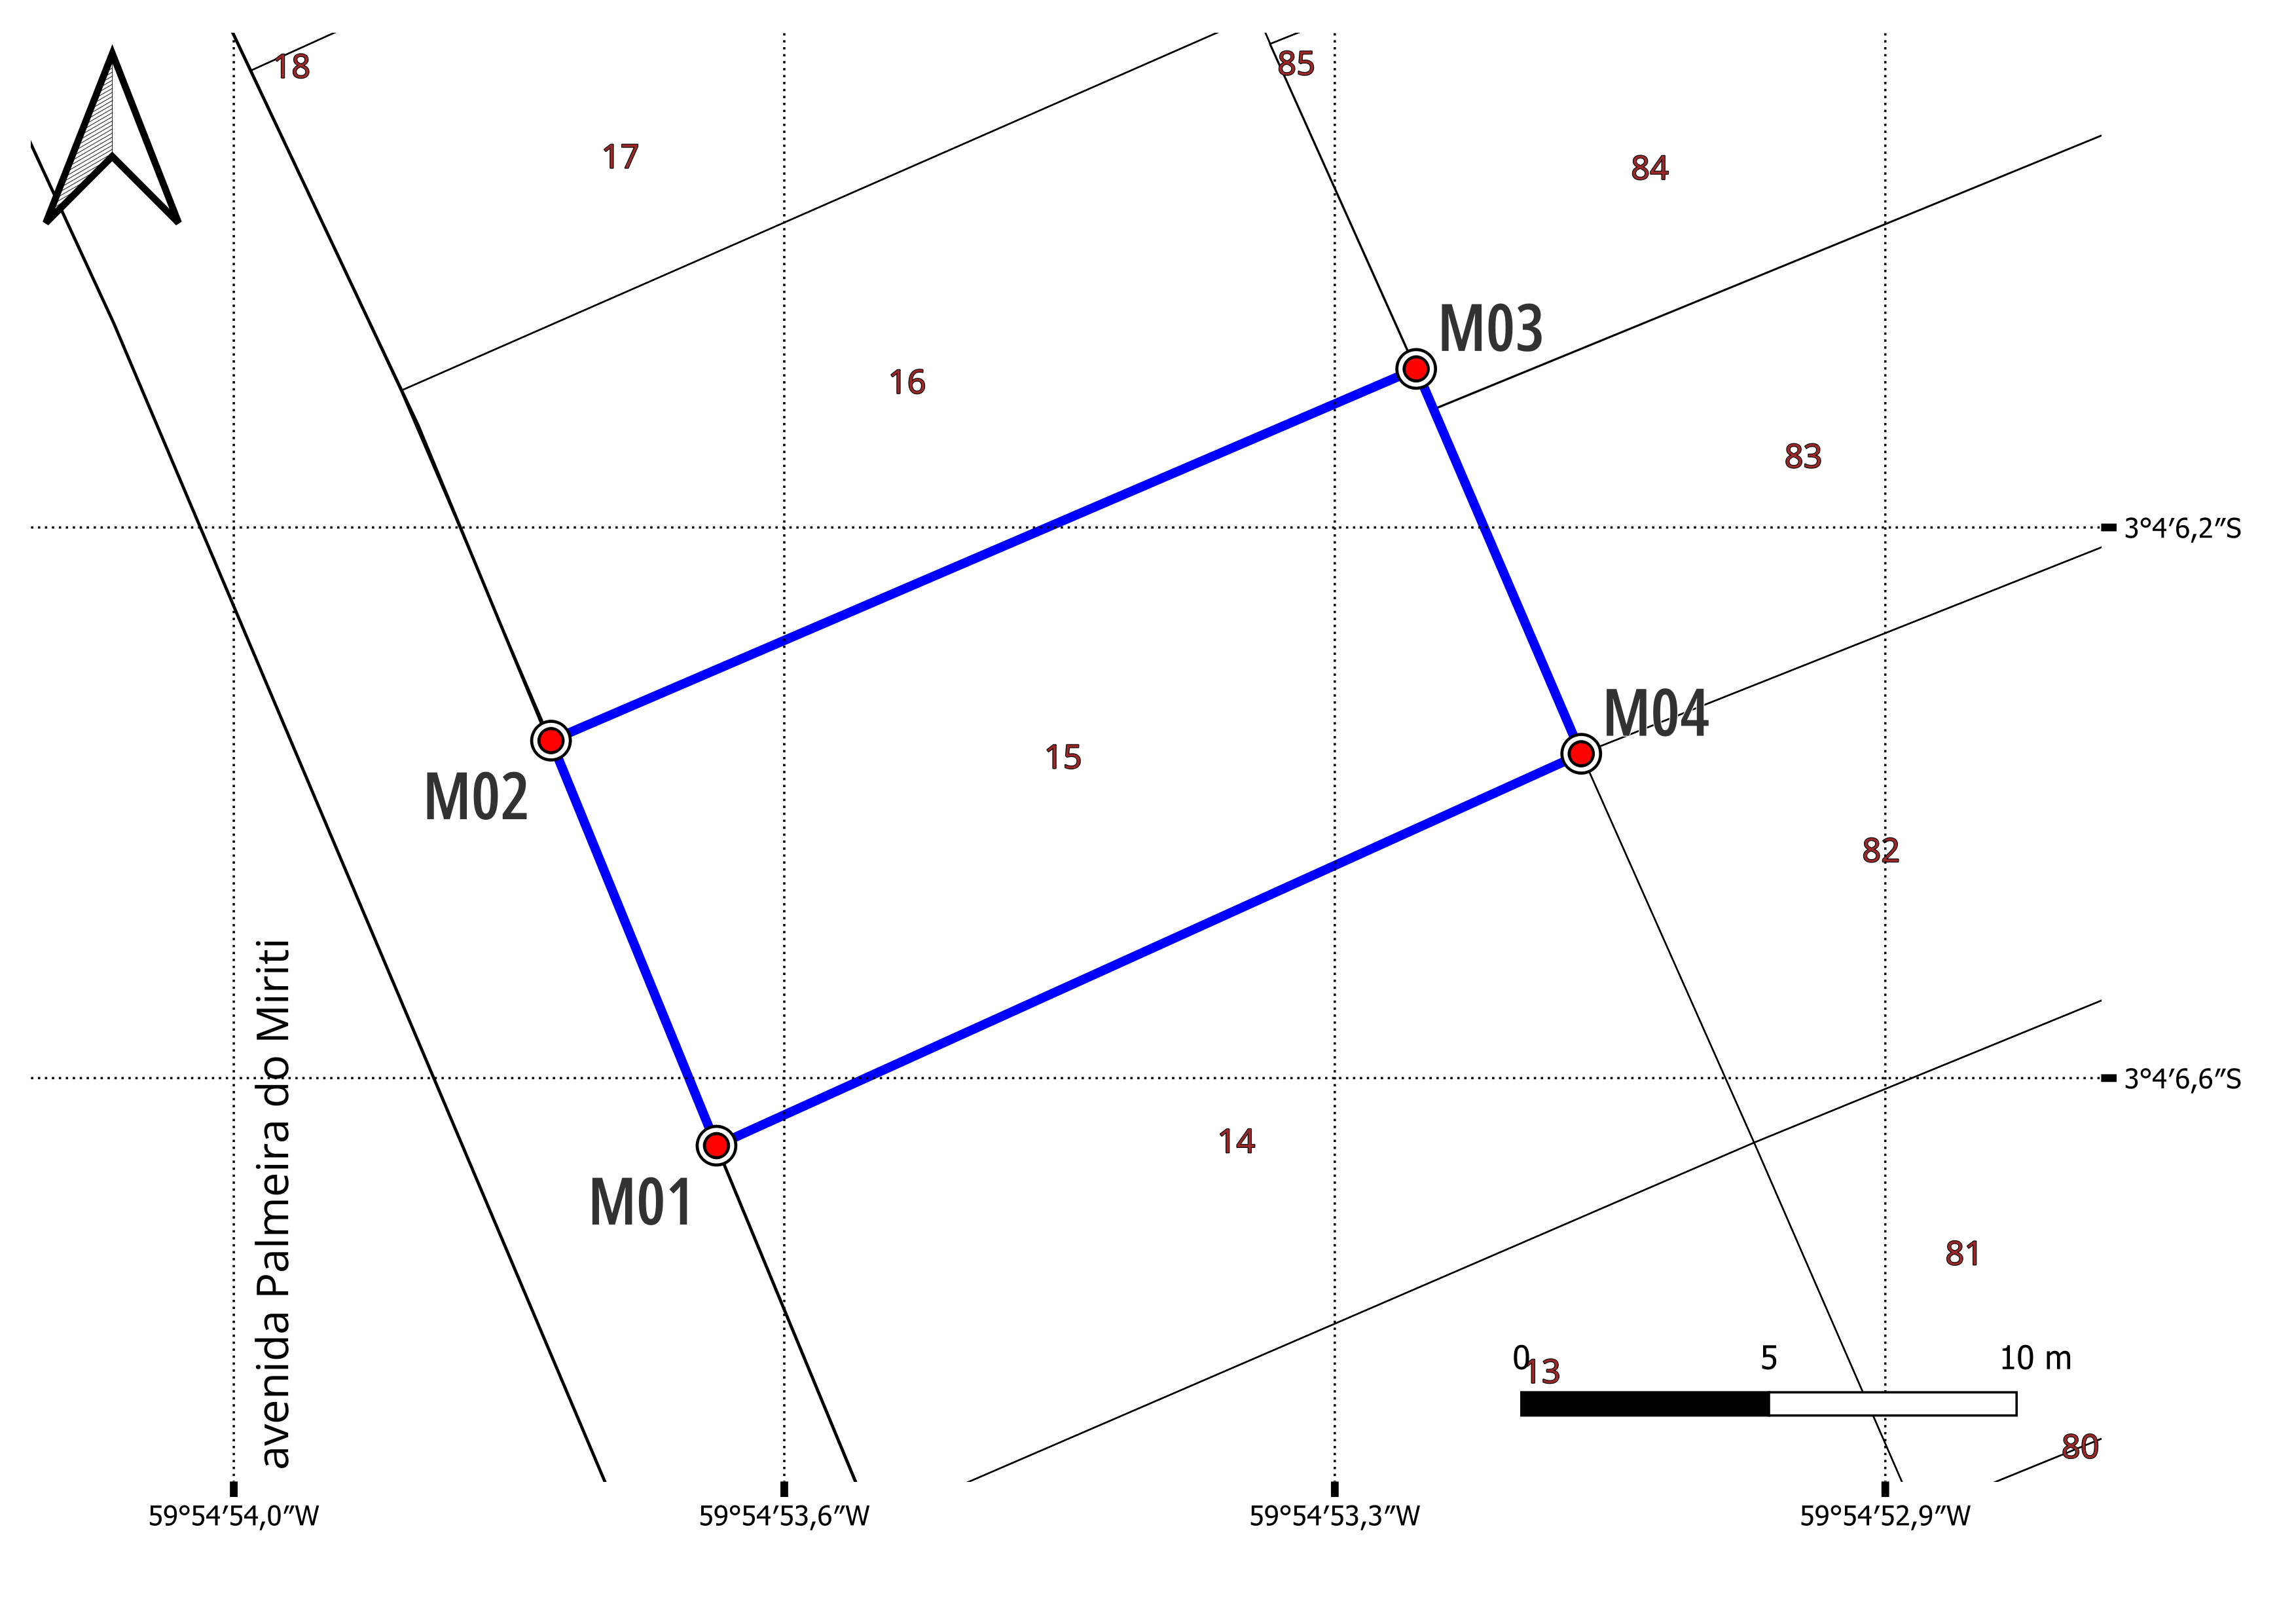 18
85
17
84
M03
16
83
3°4′6,2″S
M04
M02
15
82
avenida Palmeira do Miriti
3°4′6,6″S
14
M01
81
0
5
10 m
13
80
59°54′54,0″W
59°54′53,6″W
59°54′53,3″W
59°54′52,9″W